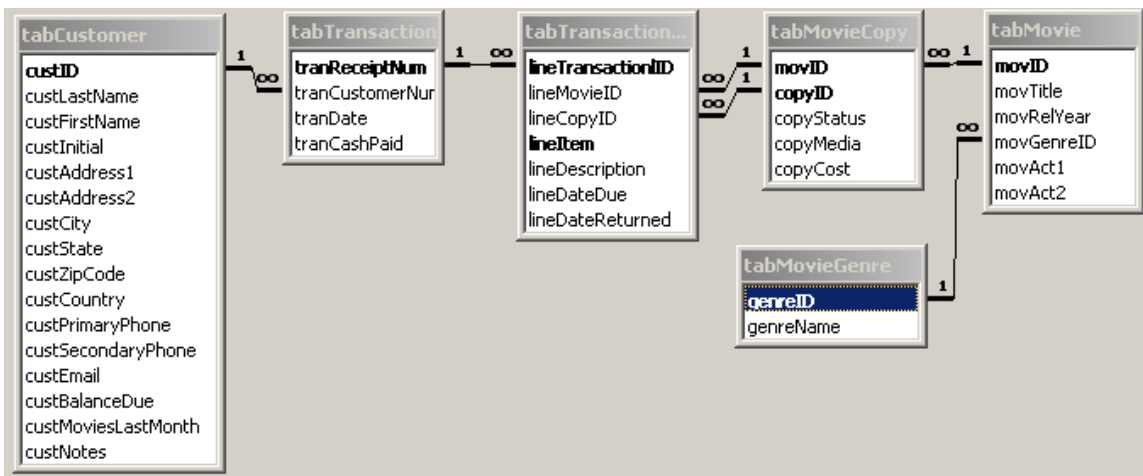 tabCustomer
custID
custLastName
custFirstName
custInitial
custAddress1
custAddress2
custCity
custState
custZipCode
custCountry
custPrimaryPhone
custSecondaryPhone
custEmail
custBalanceDue
custMoviesLastMonth
custNotes
1
∞
tabTransaction
tranReceiptNum
tranCustomerNur
tranDate
tranCashPaid
1
∞
tabTransaction...
lineTransactionIID
lineMovieID
lineCopyID
lineItem
lineDescription
lineDateDue
lineDateReturned
1
∞
1
∞
tabMovieCopy
movID
copyID
copyStatus
copyMedia
copyCost
∞
1
tabMovie
movID
movTitle
movRelYear
movGenreID
movAct1
movAct2
∞
1
tabMovieGenre
genreID
genreName